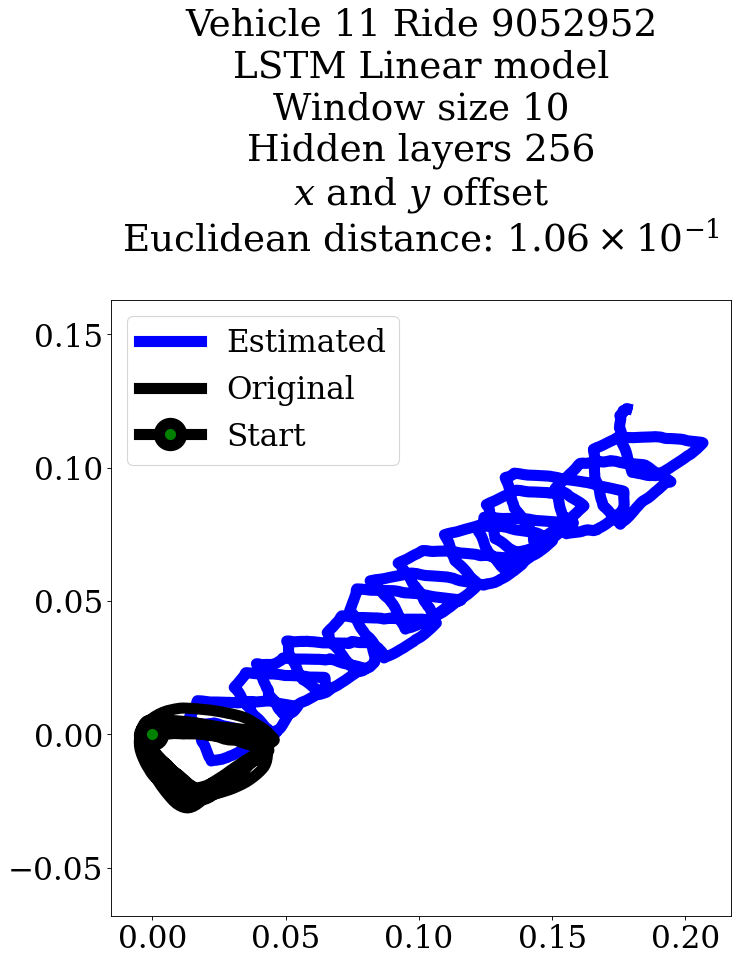 Vehicle 11 Ride 9052952
LSTM Linear model
Window size 10
Hidden layers 256
x and y offset
Euclidean distance: 1.06 × 10⁻¹
Estimated
Original
Start
0.15
0.10
0.05
0.00
−0.05
0.00 0.05 0.10 0.15 0.20